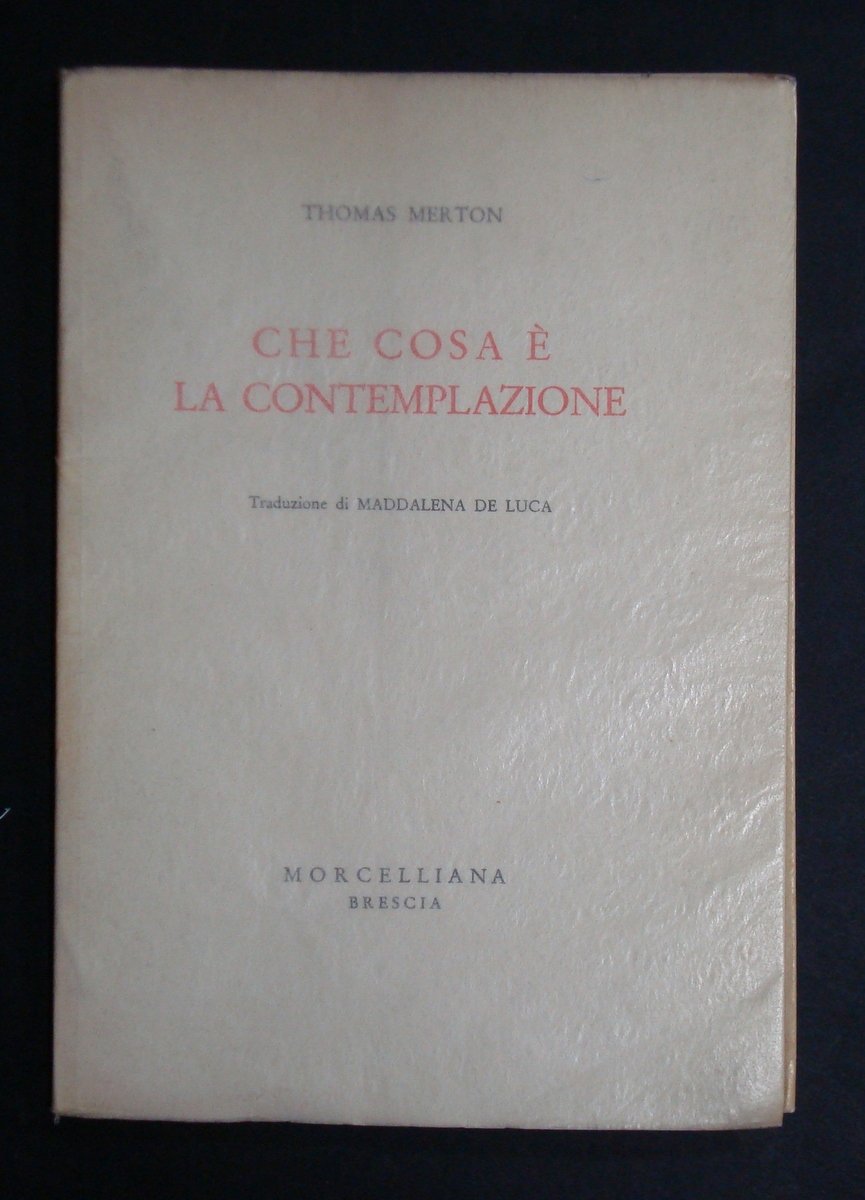 THOMAS MERTON
CHE COSA È
LA CONTEMPLAZIONE
Traduzione di MADDALENA DE LUCA
MORCELLIANA
BRESCIA